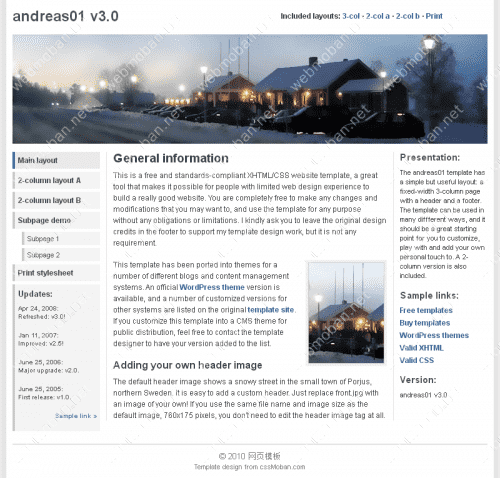 andreas01 v3.0
Included layouts: 3-col - 2-col a - 2-col b - Print
Main layout
2-column layout A
2-column layout B
Subpage demo
Subpage 1
Subpage 2
Print stylesheet
Updates:
Apr 24, 2008:
Refreshed: v3.0!
Jan 11, 2007:
Improved: v2.5!
June 25, 2006:
Major upgrade: v2.0.
June 25, 2005:
First release: v1.0.
Sample link »
General information
This is a free and standards-compliant XHTML/CSS website template, a great
tool that makes it possible for people with limited web design experience to
build a really good website. You are completely free to make any changes and
modifications that you may want to, and use the template for any purpose
without any obligations or limitations. I kindly ask you to leave the original design
credits in the footer to support my template design work, but it is not any
requirement.
This template has been ported into themes for a
number of different blogs and content management
systems. An official WordPress theme version is
available, and a number of customized versions for
other systems are listed on the original template site.
If you customize this template into a CMS theme for
public distribution, feel free to contact the template
designer to have your version added to the list.
Adding your own header image
The default header image shows a snowy street in the small town of Porjus,
northern Sweden. It is easy to add a custom header. Just replace front.jpg with
an image of your own! If you use the same file name and image size as the
default image, 760x175 pixels, you don't need to edit the header image tag at all.
Presentation:
The andreas01 template has
a simple but useful layout: a
fixed-width 3-column page
with a header and a footer.
The template can be used in
many different ways, and it
should be a great starting
point for you to customize,
play with and add your own
personal touch to. A 2-
column version is also
included.
Sample links:
Free templates
Buy templates
WordPress themes
Valid XHTML
Valid CSS
Version:
andreas01 v3.0
© 2010 网页模板
Template design from cssMoban.com